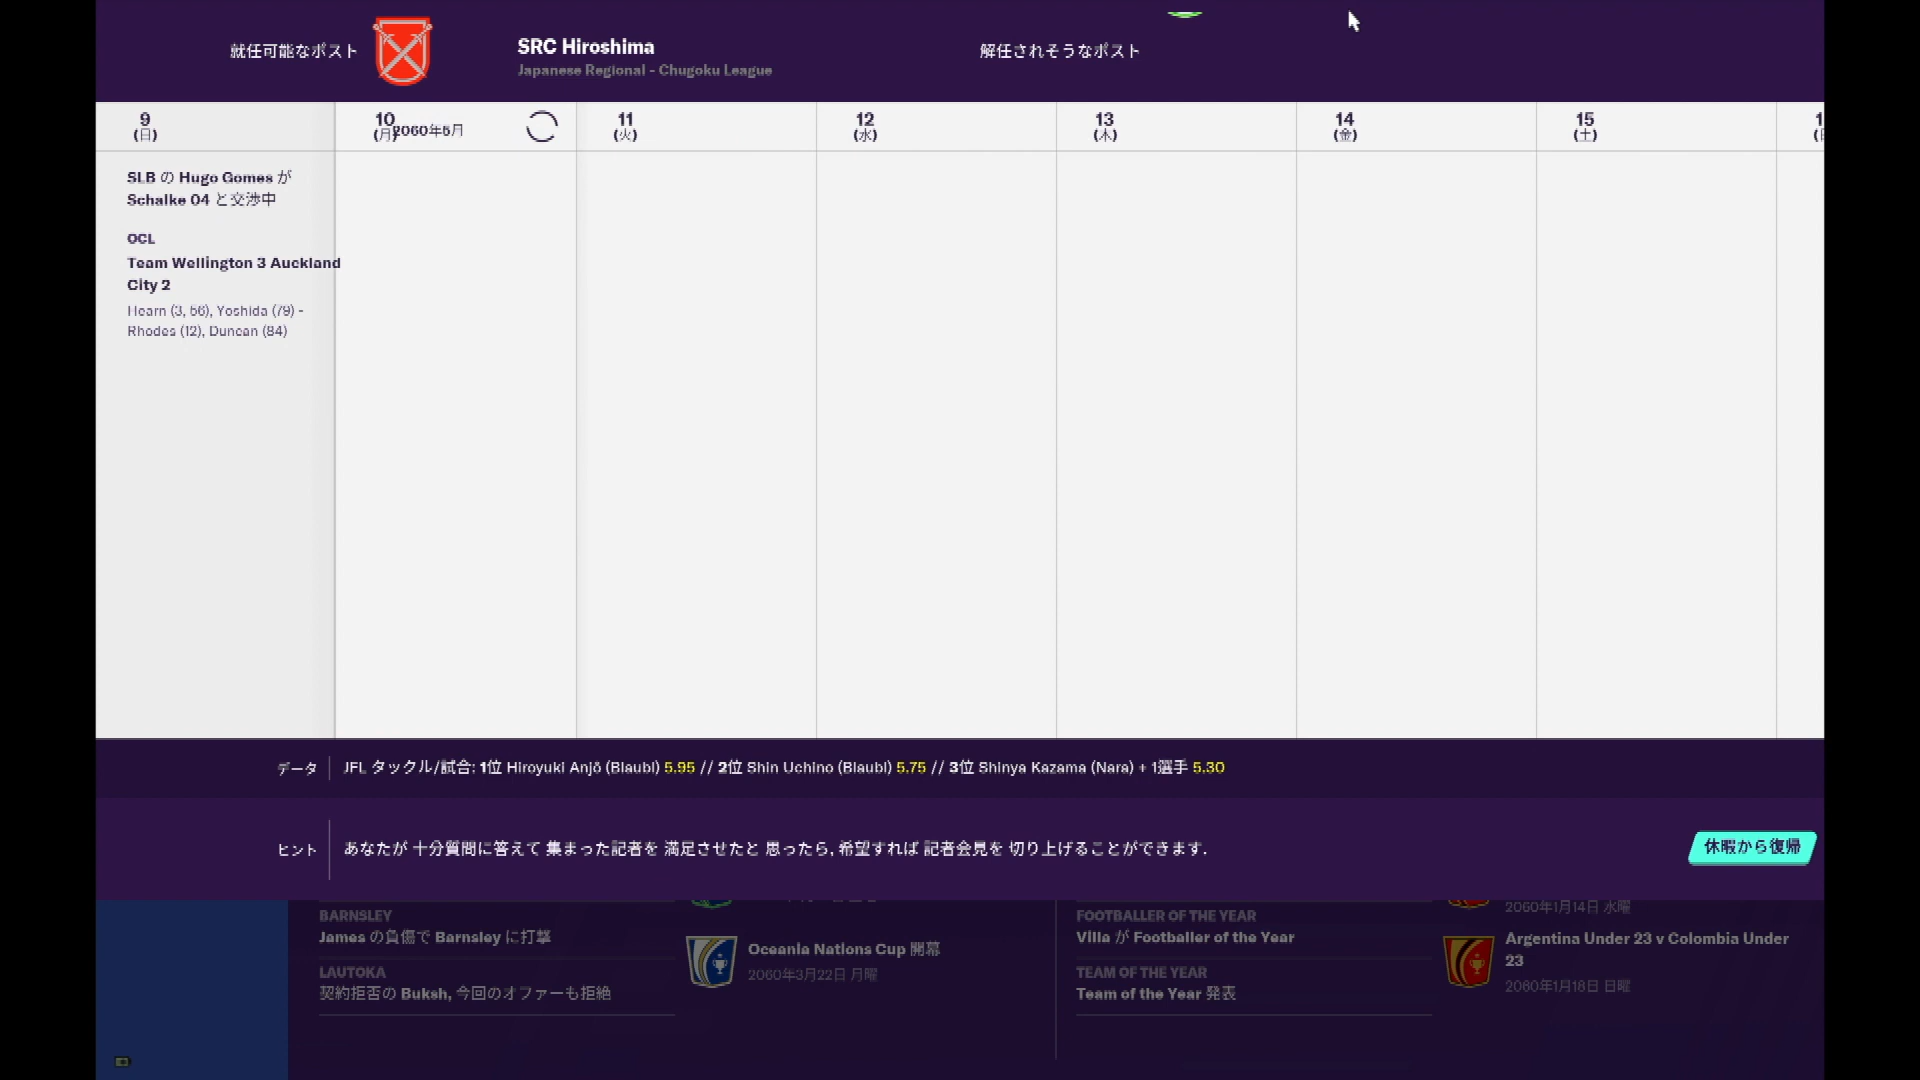 就任可能なポスト
SRC Hiroshima
Japanese Regional - Chugoku League
解任されそうなポスト
9
(日)
10
(月)
2060年5月
11
(火)
12
(水)
13
(木)
14
(金)
15
(土)
SLB の Hugo Gomes が
Schalke 04 と交渉中
OCL
Team Wellington 3 Auckland
City 2
Hearn (3, 56), Yoshida (79) -
Rhodes (12), Duncan (84)
データ
JFL タックル/試合: 1位 Hiroyuki Anjō (Blaubl) 5.95 // 2位 Shin Uchino (Blaubl) 5.75 // 3位 Shinya Kazama (Nara) + 1選手 5.30
ヒント
あなたが 十分質問に答えて 集まった記者を 満足させたと 思ったら, 希望すれば 記者会見を 切り上げることができます.
休暇から復帰
BARNSLEY
James の負傷で Barnsley に打撃
LAUTOKA
契約拒否の Buksh, 今回のオファーも拒絶
Oceania Nations Cup 開幕
2060年3月22日 月曜
FOOTBALLER OF THE YEAR
Villa が Footballer of the Year
TEAM OF THE YEAR
Team of the Year 発表
2060年1月14日 水曜
Argentina Under 23 v Colombia Under
23
2060年1月18日 日曜